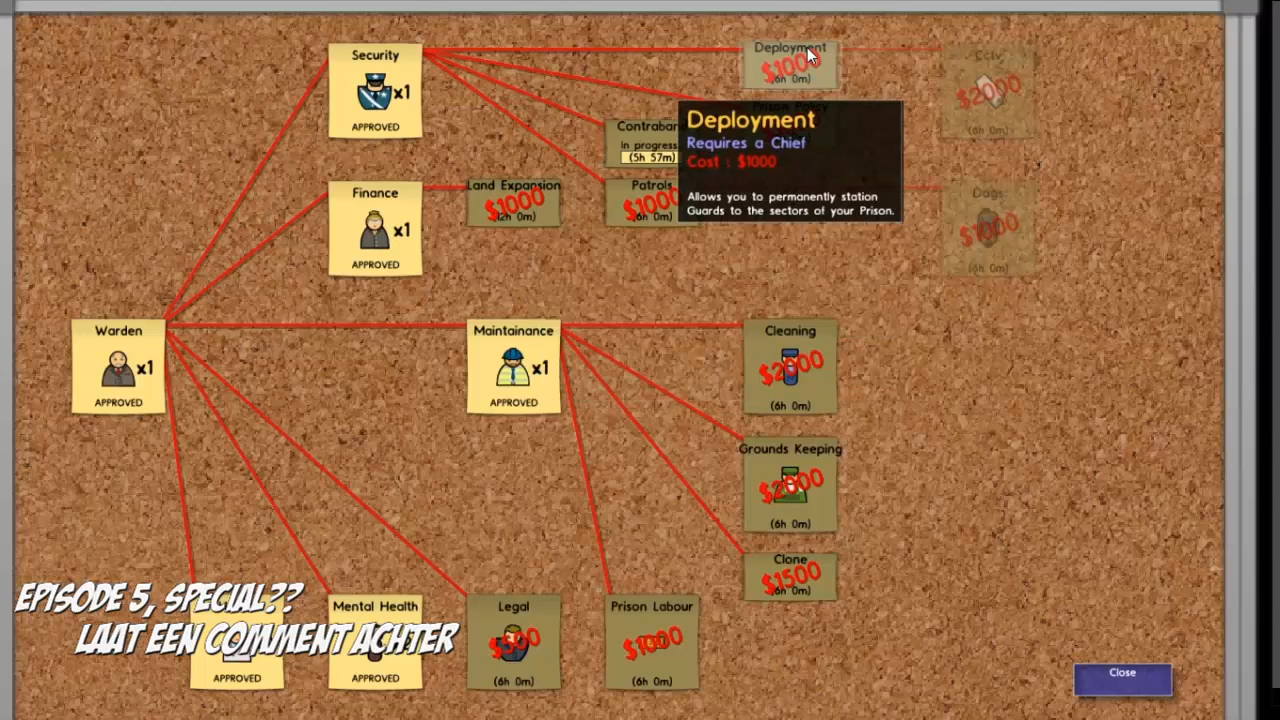 Security
x1
APPROVED
Deployment
$1000
(6h 0m)
Cctv
$2000
(6h 0m)
Prison Policy
Deployment
Requires a Chief
Cost : $1000
Allows you to permanently station
Guards to the sectors of your Prison.
Contraban
In progress
(5h 57m)
Finance
x1
APPROVED
Land Expansion
$1000
(2h 0m)
Patrols
$1000
(6h 0m)
Dogs
$1000
(6h 0m)
Warden
x1
APPROVED
Maintainance
x1
APPROVED
Cleaning
$2000
(6h 0m)
Grounds Keeping
$2000
(6h 0m)
Clone
$1500
(6h 0m)
EPISODE 5, SPECIAL??
LAAT EEN COMMENT ACHTER
APPROVED
Mental Health
APPROVED
Legal
$500
(6h 0m)
Prison Labour
$1000
(6h 0m)
Close